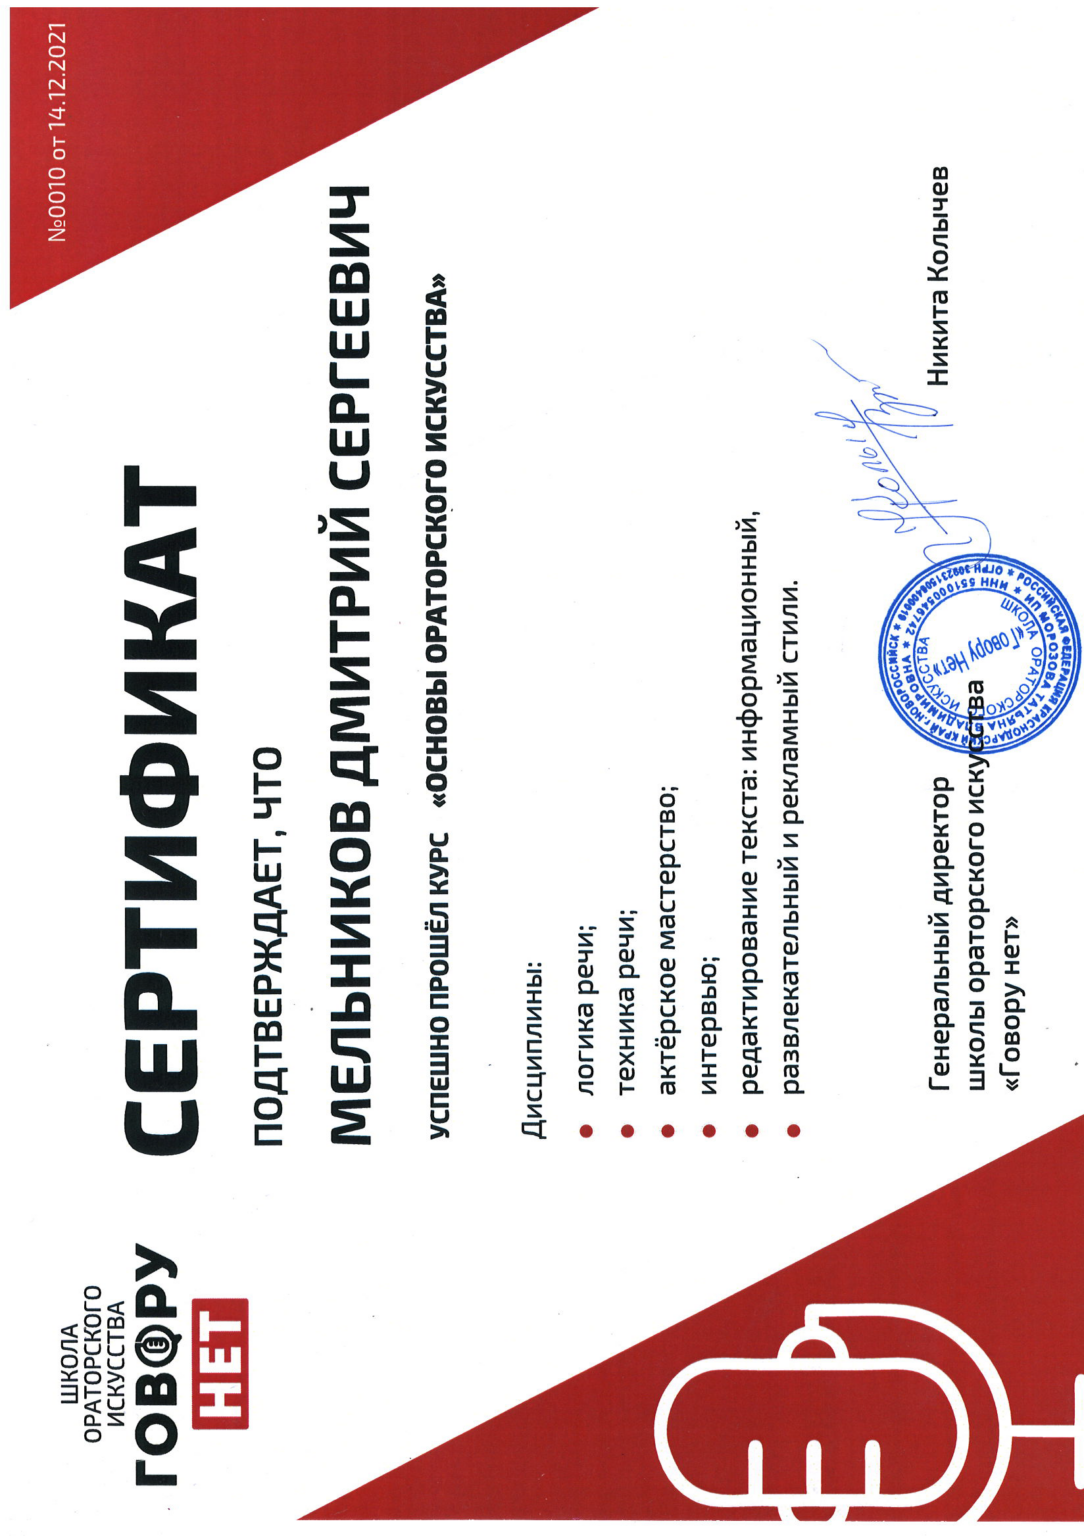 №0010 от 14.12.2021
ШКОЛА
ОРАТОРСКОГО
ИСКУССТВА
ГОВОРУ
НЕТ
СЕРТИФИКАТ
ПОДТВЕРЖДАЕТ, ЧТО
МЕЛЬНИКОВ ДМИТРИЙ СЕРГЕЕВИЧ
УСПЕШНО ПРОШЁЛ КУРС «ОСНОВЫ ОРАТОРСКОГО ИСКУССТВА»
Дисциплины:
логика речи;
техника речи;
актёрское мастерство;
интервью;
редактирование текста: информационный,
развлекательный и рекламный стили.
Генеральный директор
школы ораторского искусства
«Говору нет»
Никита Колычев
РОССИЙСКАЯ ФЕДЕРАЦИЯ КРАСНОДАРСКИЙ КРАЙ г. НОВОРОССИЙСК * ОГРН
ИП МОРОЗОВА ТАТЬЯНА ВЛАДИМИРОВНА * ИНН 551000546742 *
ШКОЛА ОРАТОРСКОГО ИСКУССТВА
«Говору Нет»